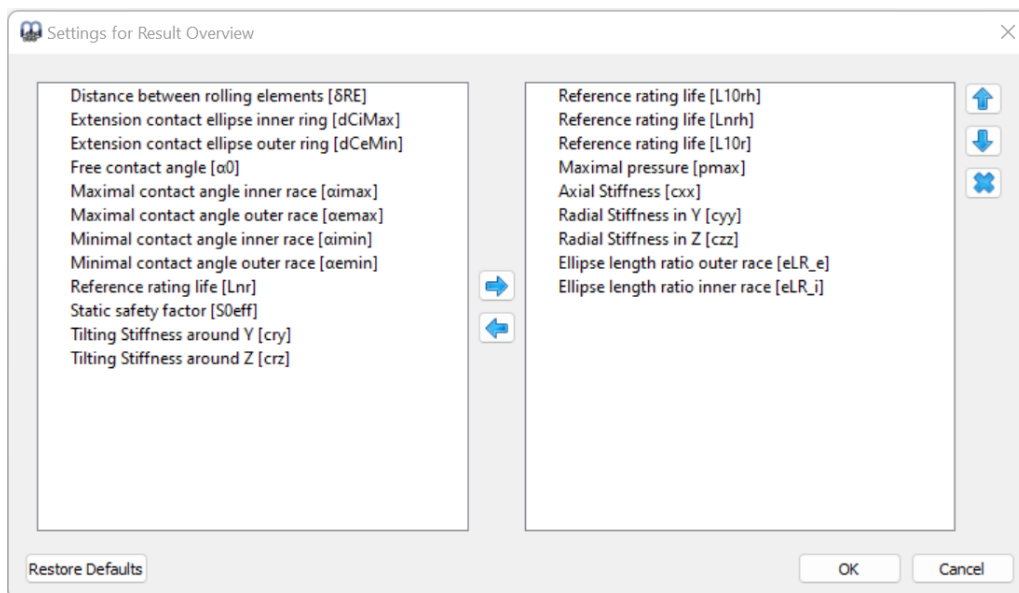 Settings for Result Overview
Distance between rolling elements [δRE]
Extension contact ellipse inner ring [dCiMax]
Extension contact ellipse outer ring [dCeMin]
Free contact angle [α0]
Maximal contact angle inner race [αimax]
Maximal contact angle outer race [αemax]
Minimal contact angle inner race [αimin]
Minimal contact angle outer race [αemin]
Reference rating life [Lnr]
Static safety factor [S0eff]
Tilting Stiffness around Y [cry]
Tilting Stiffness around Z [crz]
Reference rating life [L10rh]
Reference rating life [Lnrh]
Reference rating life [L10r]
Maximal pressure [pmax]
Axial Stiffness [cxx]
Radial Stiffness in Y [cyy]
Radial Stiffness in Z [czz]
Ellipse length ratio outer race [eLR_e]
Ellipse length ratio inner race [eLR_i]
Restore Defaults
OK
Cancel